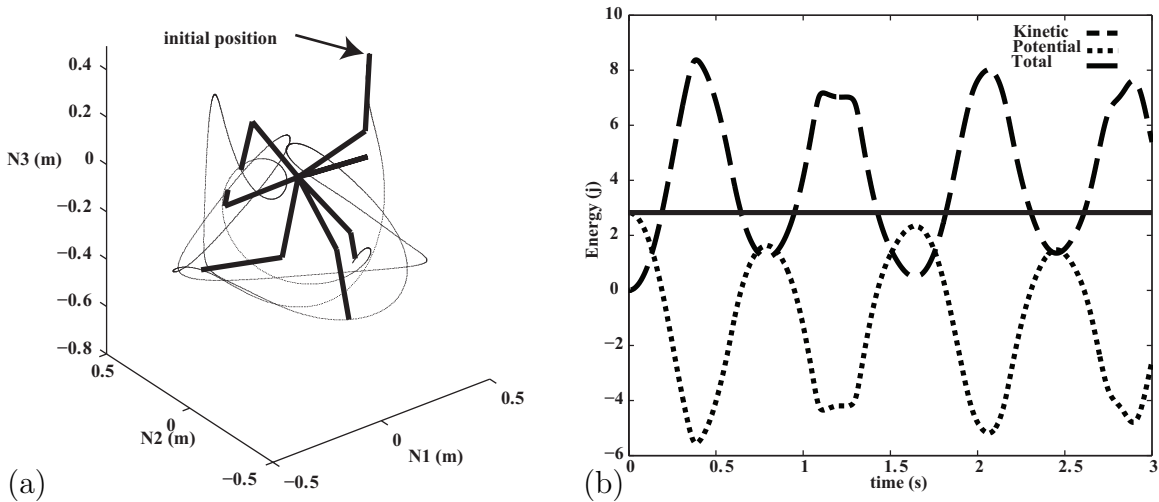 initial position
0.4
0.2
0
−0.2
−0.4
−0.6
−0.8
N3 (m)
0.5
0
−0.5
N2 (m)
−0.5
0
0.5
N1 (m)
(a)
10
8
6
4
2
0
−2
−4
−6
Energy (j)
Kinetic
Potential
Total
0
0.5
1
1.5
2
2.5
3
time (s)
(b)